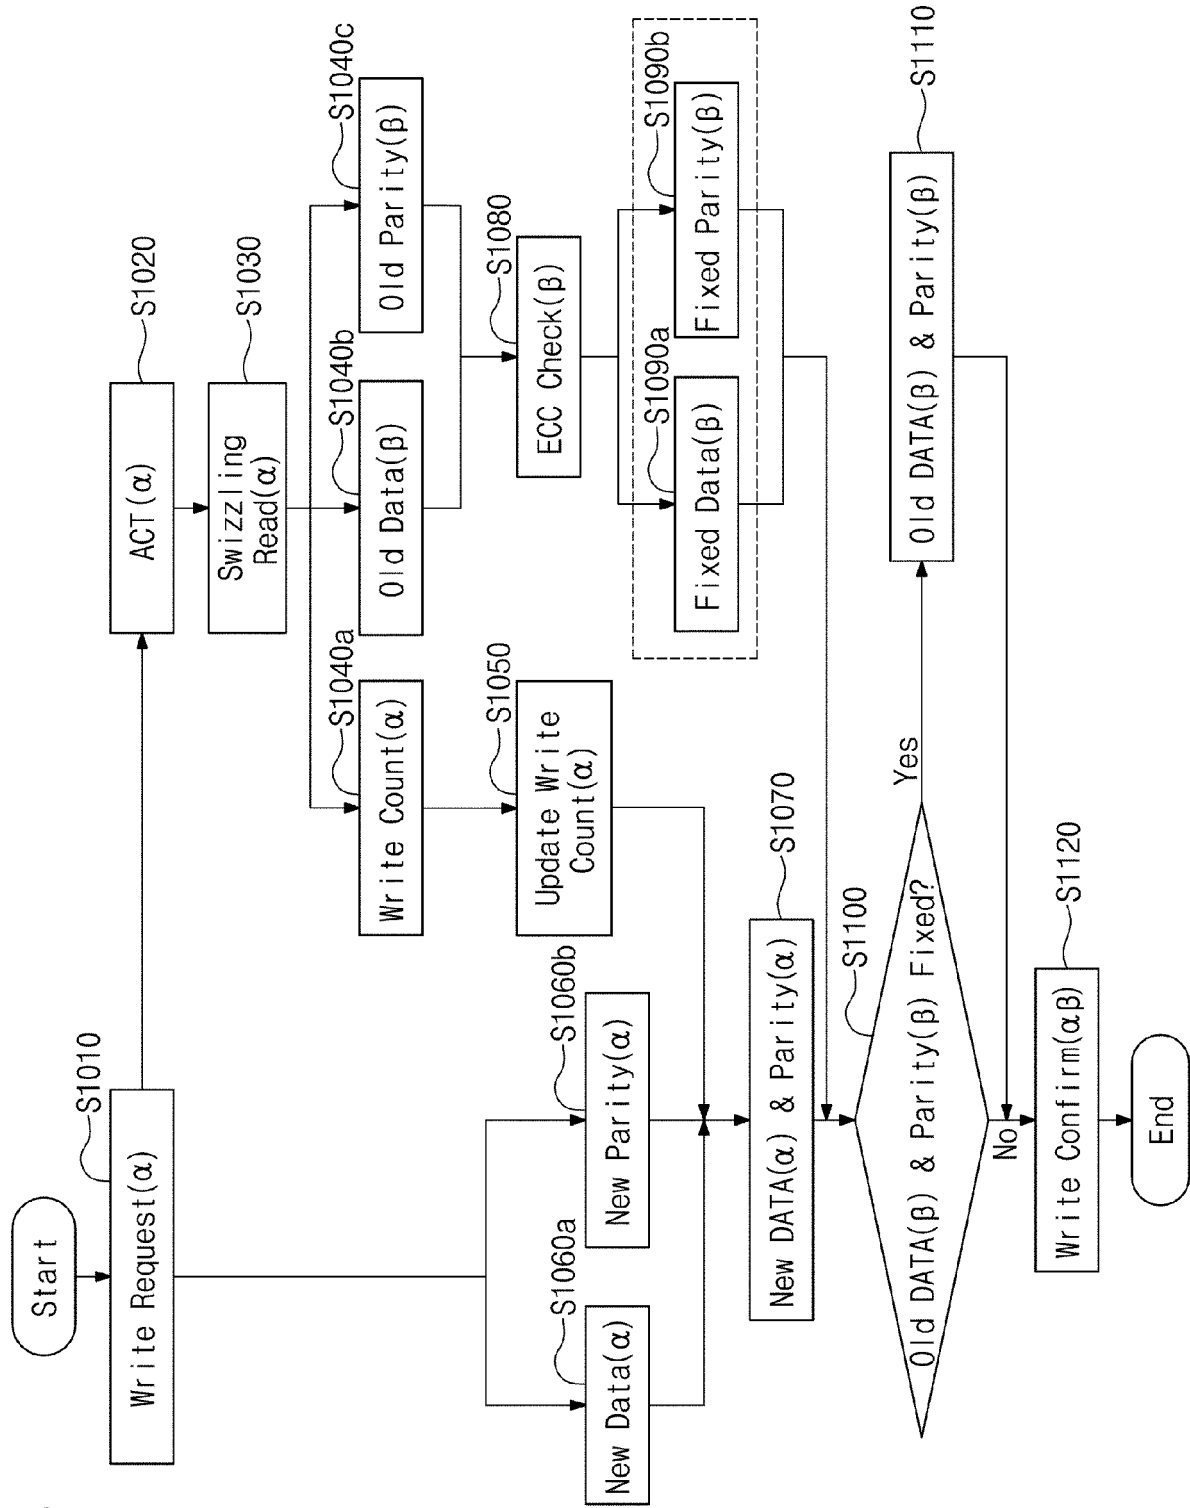 Start
S1010
Write Request(α)
S1020
ACT(α)
S1030
Swizzling
Read(α)
S1040a
Write Count(α)
S1040b
Old Data(β)
S1040c
Old Parity(β)
S1050
Update Write
Count(α)
S1080
ECC Check(β)
S1060a
New Data(α)
S1060b
New Parity(α)
S1090a
Fixed Data(β)
S1090b
Fixed Parity(β)
S1070
New DATA(α) & Parity(α)
S1100
Old DATA(β) & Parity(β) Fixed?
Yes
S1110
Old DATA(β) & Parity(β)
No
S1120
Write Confirm(αβ)
End